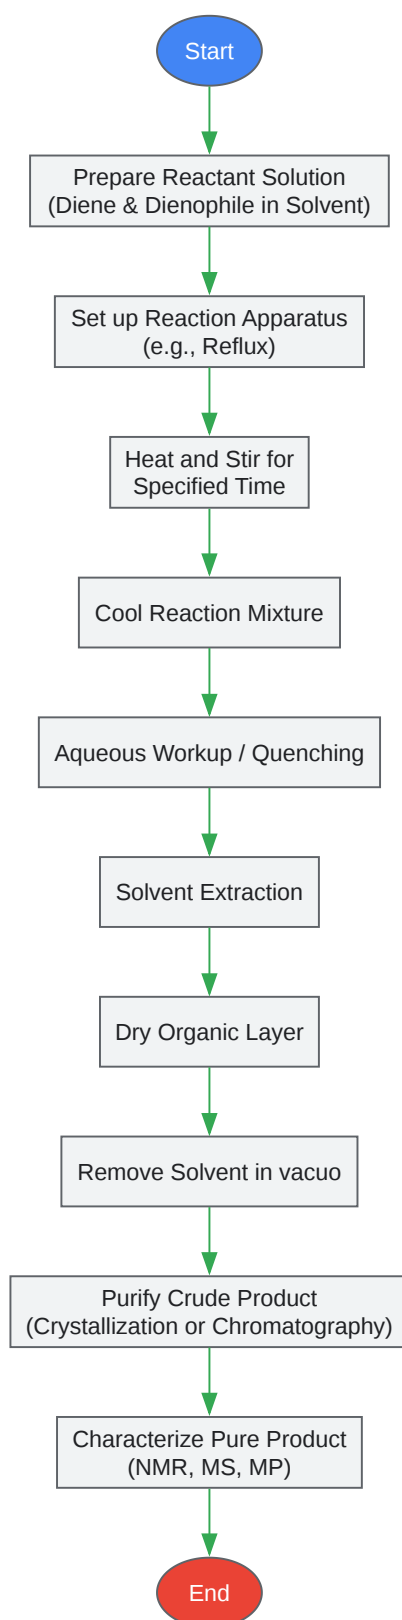 Start
Prepare Reactant Solution
(Diene & Dienophile in Solvent)
Set up Reaction Apparatus
(e.g., Reflux)
Heat and Stir for
Specified Time
Cool Reaction Mixture
Aqueous Workup / Quenching
Solvent Extraction
Dry Organic Layer
Remove Solvent in vacuo
Purify Crude Product
(Crystallization or Chromatography)
Characterize Pure Product
(NMR, MS, MP)
End